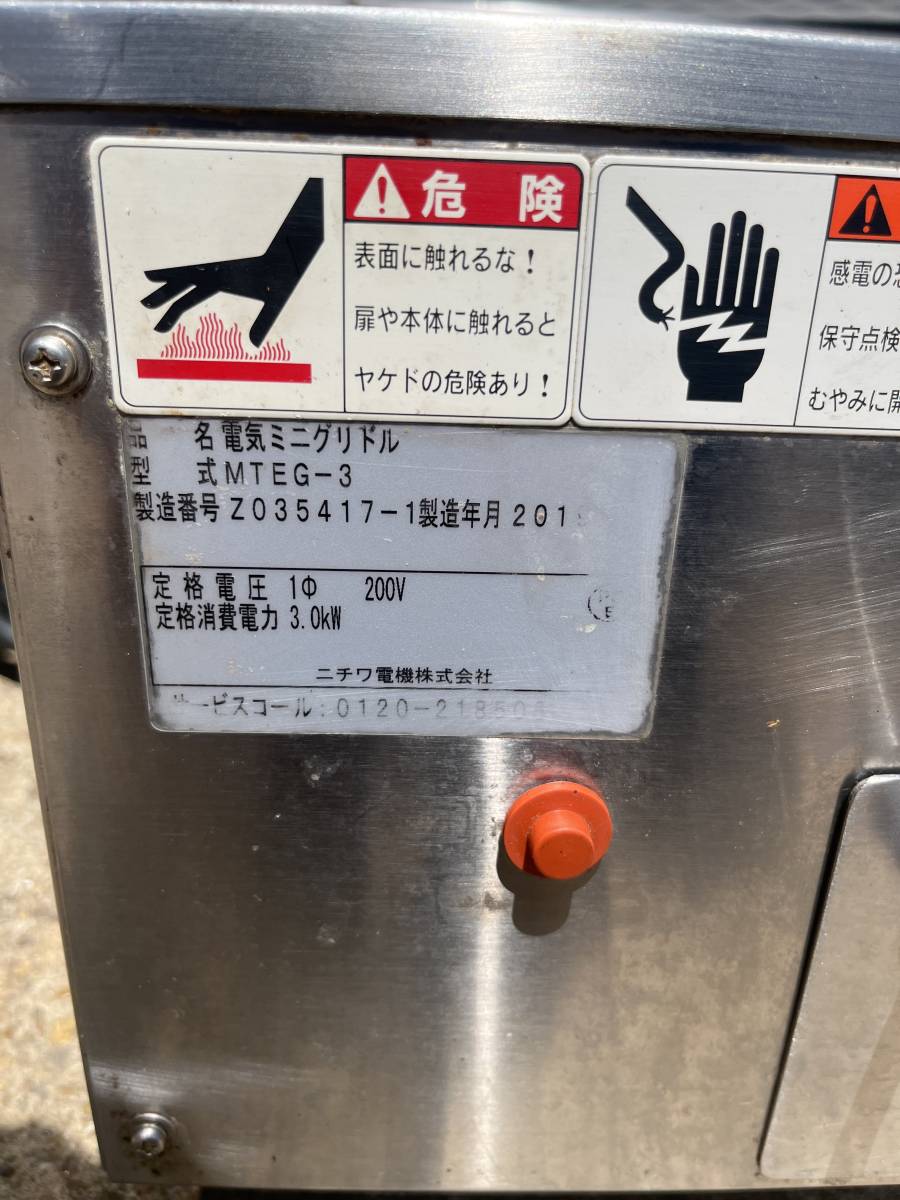 危険
表面に触れるな！
扉や本体に触れると
ヤケドの危険あり！
感電の
保守点検
むやみに開
品名 電気ミニグリドル
型式 MTEG-3
製造番号 Z035417-1 製造年月 201
定格電圧 1Φ 200V
定格消費電力 3.0kW
ニチワ電機株式会社
サービスコール:0120-21850